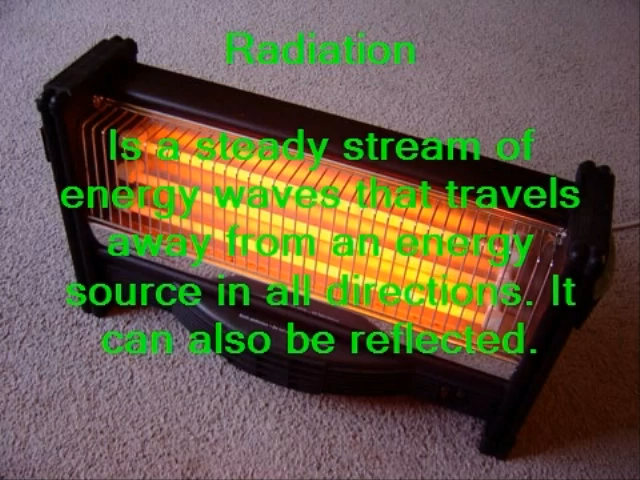 Radiation
Is a steady stream of
energy waves that travels
away from an energy
source in all directions. It
can also be reflected.